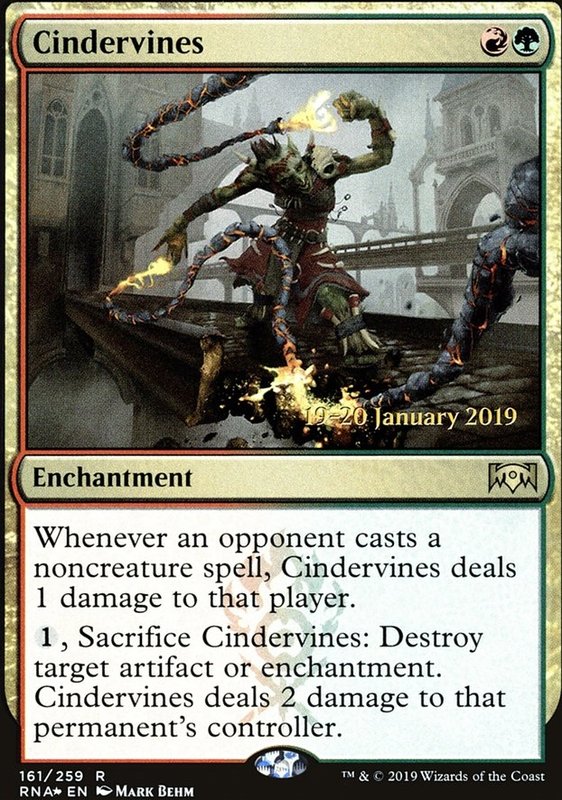 Cindervines
19-20 January 2019
Enchantment
Whenever an opponent casts a
noncreature spell, Cindervines deals
1 damage to that player.
1, Sacrifice Cindervines: Destroy
target artifact or enchantment.
Cindervines deals 2 damage to that
permanent's controller.
161/259 R
RNA★EN Mark Behm
™ & © 2019 Wizards of the Coast